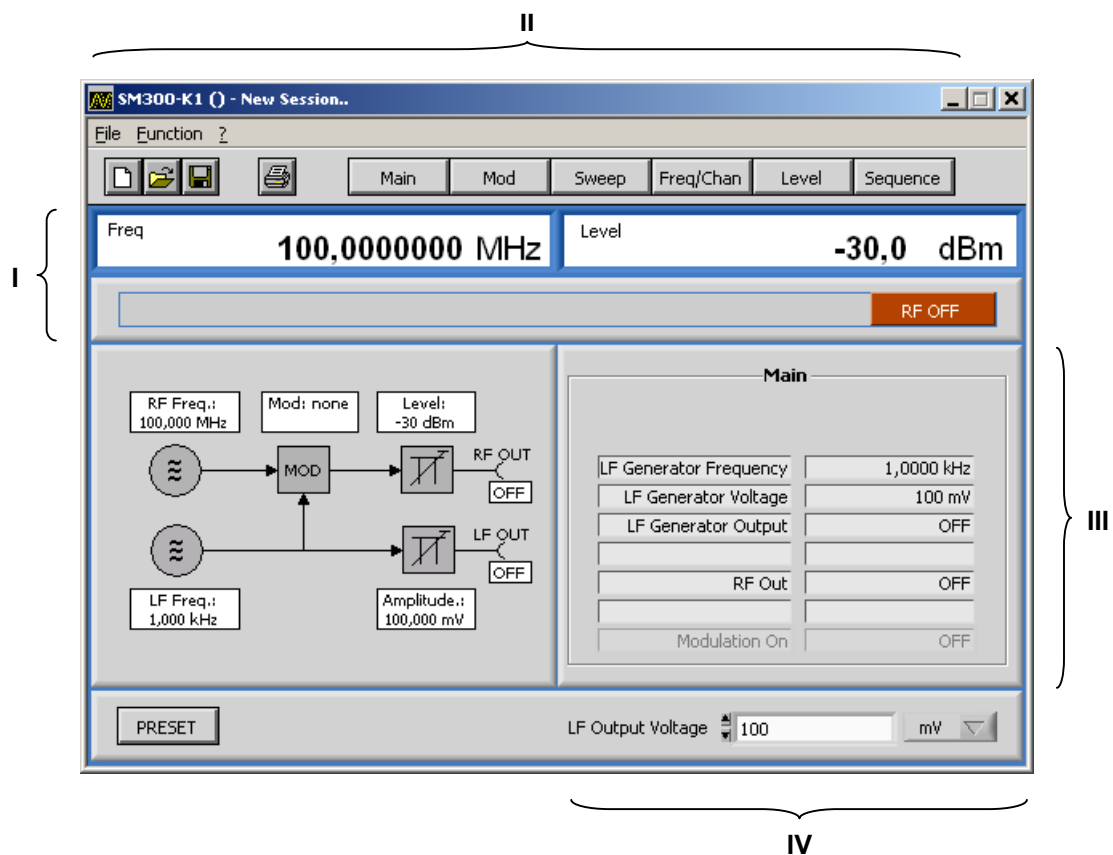 II
SM300-K1 () - New Session..
File Function ?
Main Mod Sweep Freq/Chan Level Sequence
I
Freq 100,0000000 MHz
Level -30,0 dBm
RF OFF
RF Freq.:
100,000 MHz
Mod: none
Level:
-30 dBm
MOD
RF OUT
OFF
LF OUT
OFF
LF Freq.:
1,000 kHz
Amplitude.:
100,000 mV
Main
LF Generator Frequency 1,0000 kHz
LF Generator Voltage 100 mV
LF Generator Output OFF
RF Out OFF
Modulation On OFF
III
PRESET
LF Output Voltage 100 mV
IV